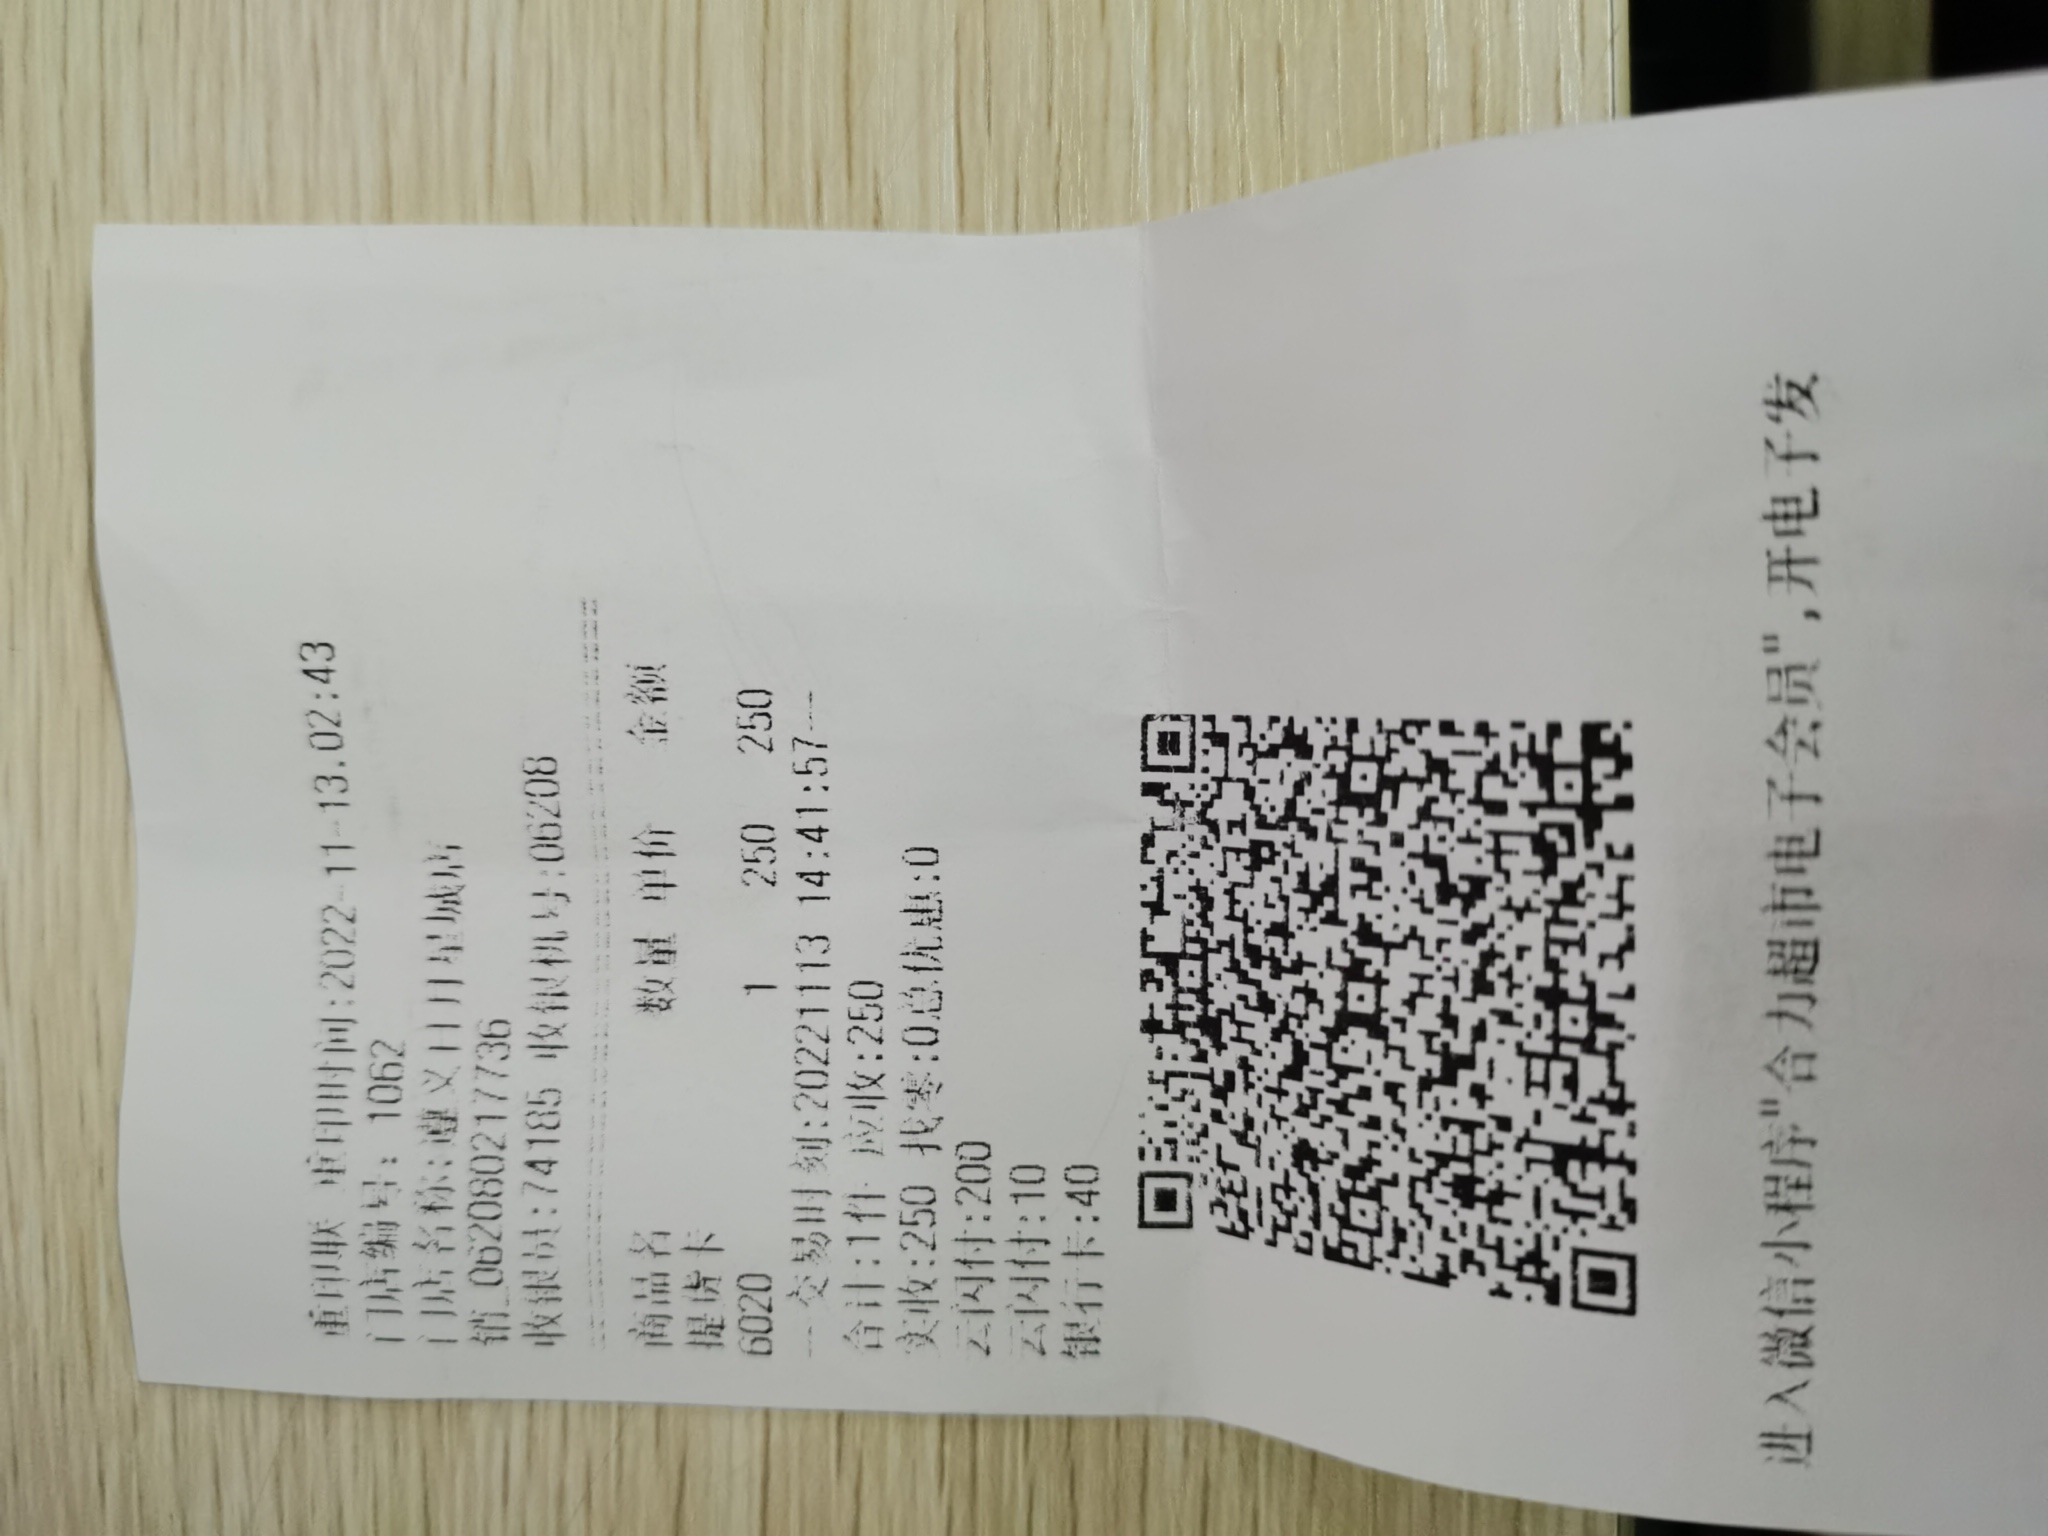 重印联 重印时间:2022-11-13.02:43
门店编号: 1062
门店名称:遵义日月星城店
销_06208021 7736
收银员:74185 收银机号:06208
商品名 数量 单价 金额
提货卡
6020 1 250 250
--交易时刻:20221113 14:41:57---
合计:1件 应收:250
实收:250 找零:0总优惠:0
云闪付:200
云闪付:10
银行卡:40
进入微信小程序"合力超市电子会员",开电子发